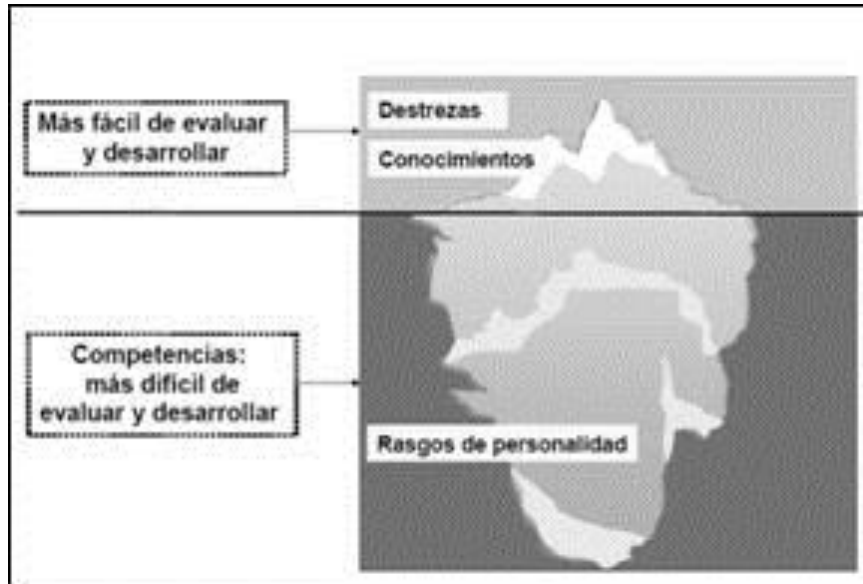 Más fácil de evaluar
y desarrollar
Destrezas
Conocimientos
Competencias:
más difícil de
evaluar y desarrollar
Rasgos de personalidad